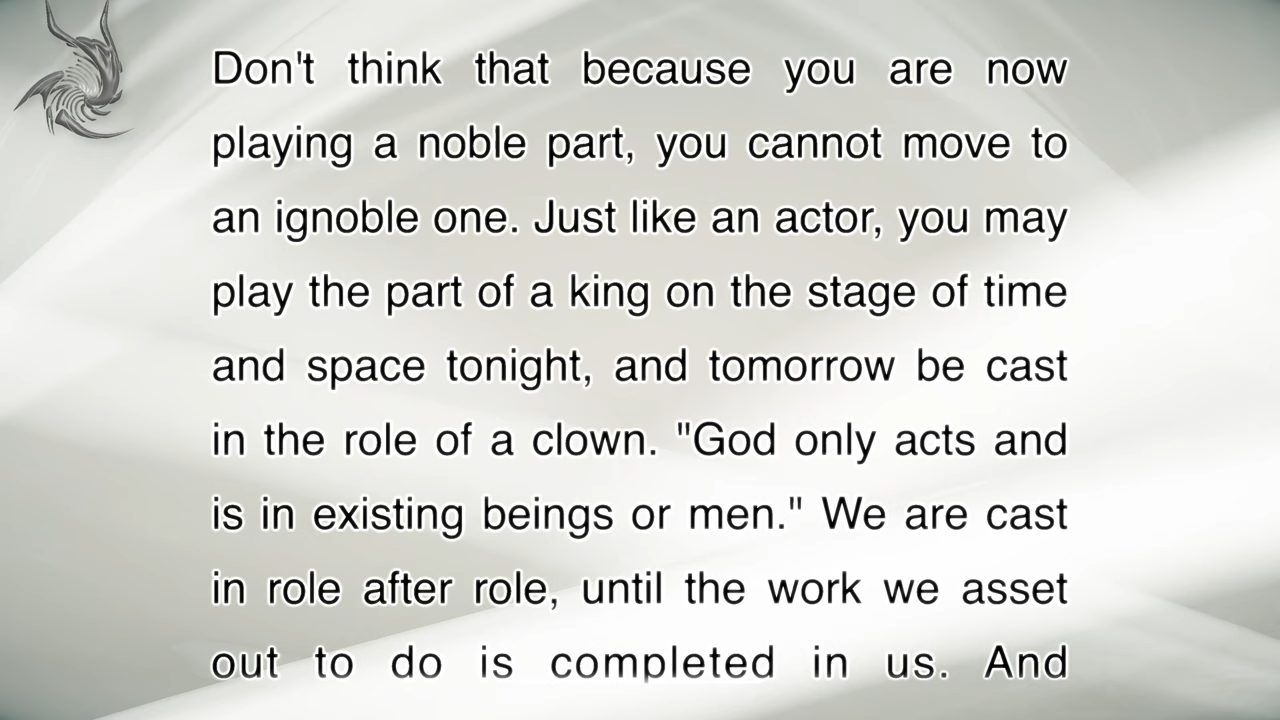 Don't think that because you are now
playing a noble part, you cannot move to
an ignoble one. Just like an actor, you may
play the part of a king on the stage of time
and space tonight, and tomorrow be cast
in the role of a clown. "God only acts and
is in existing beings or men." We are cast
in role after role, until the work we asset
out to do is completed in us. And